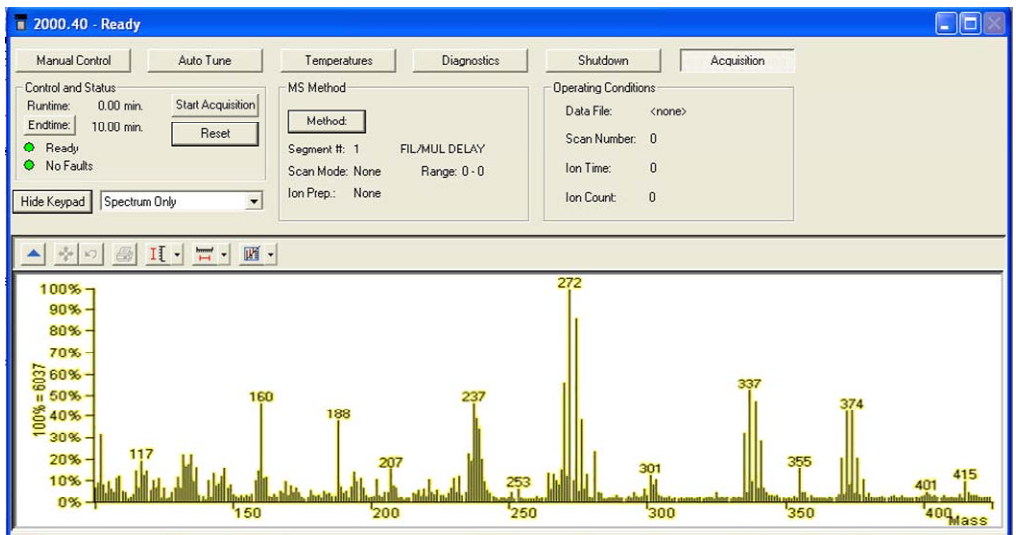 2000.40 - Ready
Manual Control Auto Tune Temperatures Diagnostics Shutdown Acquisition
Control and Status
Runtime: 0.00 min. Start Acquisition
Endtime: 10.00 min. Reset
Ready
No Faults
Hide Keypad Spectrum Only
MS Method
Method:
Segment #: 1 FIL/MUL DELAY
Scan Mode: None Range: 0 - 0
Ion Prep.: None
Operating Conditions
Data File: <none>
Scan Number: 0
Ion Time: 0
Ion Count: 0
100% = 6037
100%
90%
80%
70%
60%
50%
40%
30%
20%
10%
0%
117
160
188
207
237
253
272
301
337
355
374
401
415
150 200 250 300 350 400 Mass